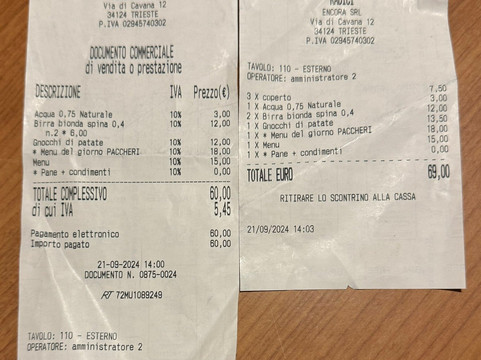 Via di Cavana 12
34124 TRIESTE
P.IVA 02945740302
DOCUMENTO COMMERCIALE
di vendita o prestazione
DESCRIZIONE IVA Prezzo(€)
Acqua 0,75 Naturale 10% 3,00
Birra bionda spina 0,4 10% 12,00
n.2 * 6,00
Gnocchi di patate 10% 12,00
* Menu del giorno PACCHERI 10% 18,00
Menu 10% 15,00
* Pane + condimenti 10% 0,00
TOTALE COMPLESSIVO 60,00
di cui IVA 5,45
Pagamento elettronico 60,00
Importo pagato 60,00
21-09-2024 14:00
DOCUMENTO N. 0875-0024
RT 72MU1089249
TAVOLO: 110 - ESTERNO
OPERATORE: amministratore 2
RADICI
ENCORA SRL
Via di Cavana 12
34124 TRIESTE
P.IVA 02945740302
TAVOLO: 110 - ESTERNO
OPERATORE: amministratore 2
3 X coperto 7,50
1 X Acqua 0,75 Naturale 3,00
2 X Birra bionda spina 0,4 12,00
1 X Gnocchi di patate 13,50
1 X * Menu del giorno PACCHERI 18,00
1 X Menu 15,00
1 X * Pane + condimenti 0,00
TOTALE EURO 69,00
RITIRARE LO SCONTRINO ALLA CASSA
21/09/2024 14:03